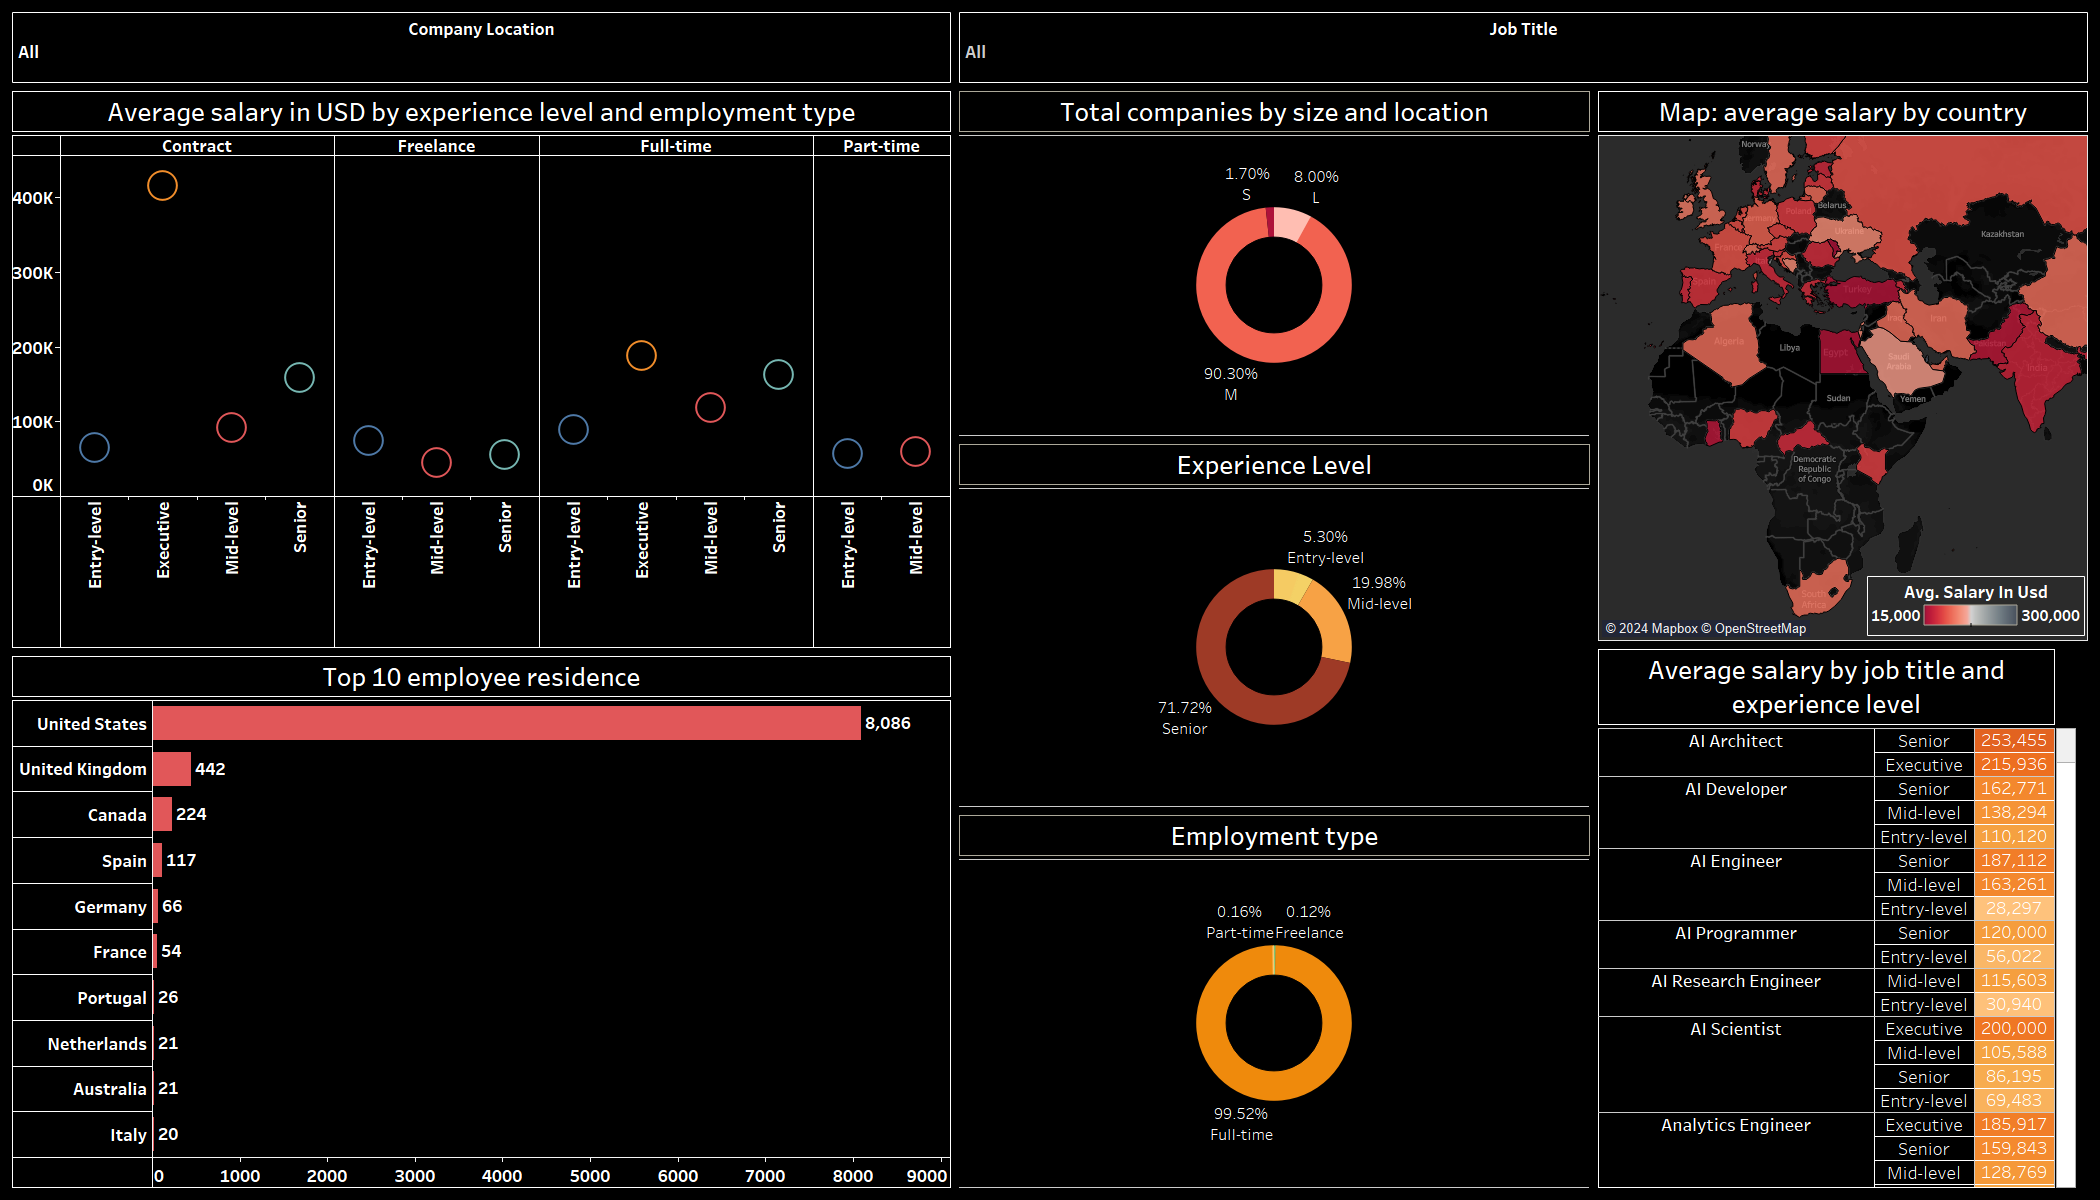 Company Location
All
Job Title
All
Average salary in USD by experience level and employment type
Contract
Freelance
Full-time
Part-time
400K
300K
200K
100K
0K
Entry-level
Executive
Mid-level
Senior
Entry-level
Mid-level
Senior
Entry-level
Executive
Mid-level
Senior
Entry-level
Mid-level
Top 10 employee residence
United States 8,086
United Kingdom 442
Canada 224
Spain 117
Germany 66
France 54
Portugal 26
Netherlands 21
Australia 21
Italy 20
0 1000 2000 3000 4000 5000 6000 7000 8000 9000
Total companies by size and location
1.70%
S
8.00%
L
90.30%
M
Experience Level
5.30%
Entry-level
19.98%
Mid-level
71.72%
Senior
Employment type
0.16%
Part-time
0.12%
Freelance
99.52%
Full-time
Map: average salary by country
Norway
Belarus
Poland
Germany
Ukraine
France
Kazakhstan
Spain
Turkey
Iraq
Iran
Algeria
Libya
Egypt
Saudi
Arabia
India
Sudan
Yemen
Democratic
Republic
of Congo
South
Africa
Avg. Salary In Usd
15,000 300,000
© 2024 Mapbox © OpenStreetMap
Average salary by job title and
experience level
AI Architect Senior 253,455
Executive 215,936
AI Developer Senior 162,771
Mid-level 138,294
Entry-level 110,120
AI Engineer Senior 187,112
Mid-level 163,261
Entry-level 28,297
AI Programmer Senior 120,000
Entry-level 56,022
AI Research Engineer Mid-level 115,603
Entry-level 30,940
AI Scientist Executive 200,000
Mid-level 105,588
Senior 86,195
Entry-level 69,483
Analytics Engineer Executive 185,917
Senior 159,843
Mid-level 128,769